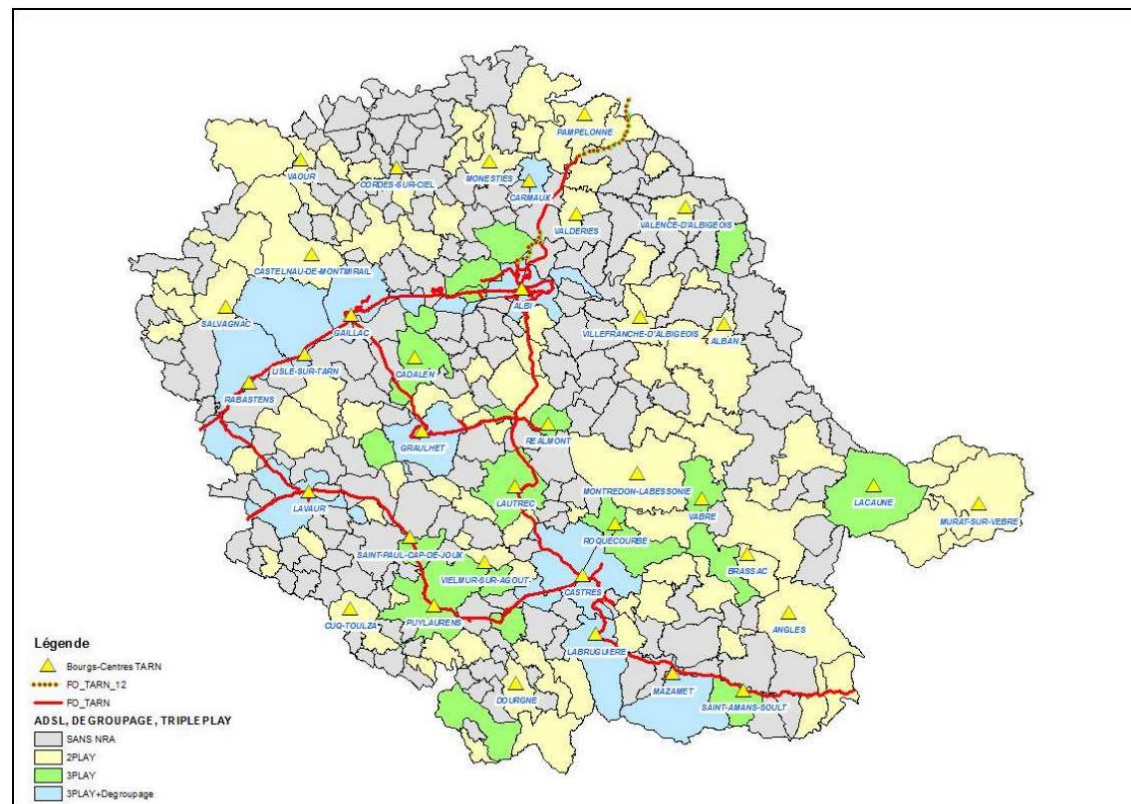 PAMPELONNE
VAOUR
CORDES-SUR-CIEL
MONESTIES
CARMAUX
VALDERIES
VALENCE-D'ALBIGEOIS
CASTELNAU-DE-MONTMIRAIL
SALVAGNAC
GAILLAC
ALBI
VILLEFRANCHE-D'ALBIGEOIS
ALBAN
LISLE-SUR-TARN
CADALEN
RABASTENS
GRAULHET
REALMONT
LAVAUR
LAUTREC
MONTREDON-LABESSONIE
VABRE
LACAUNE
MURAT-SUR-VEBRE
ROQUECOURBE
SAINT-PAUL-CAP-DE-JOUX
VIELMUR-SUR-AGOUT
BRASSAC
CASTRES
CUQ-TOULZA
PUYLAURENS
ANGLES
LABRUGUIERE
MAZAMET
SAINT-AMANS-SOULT
DOURGNE
Légende
Bourgs-Centres TARN
FO_TARN_12
FO_TARN
ADSL, DEGROUPAGE, TRIPLE PLAY
SANS NRA
2PLAY
3PLAY
3PLAY+Degroupage